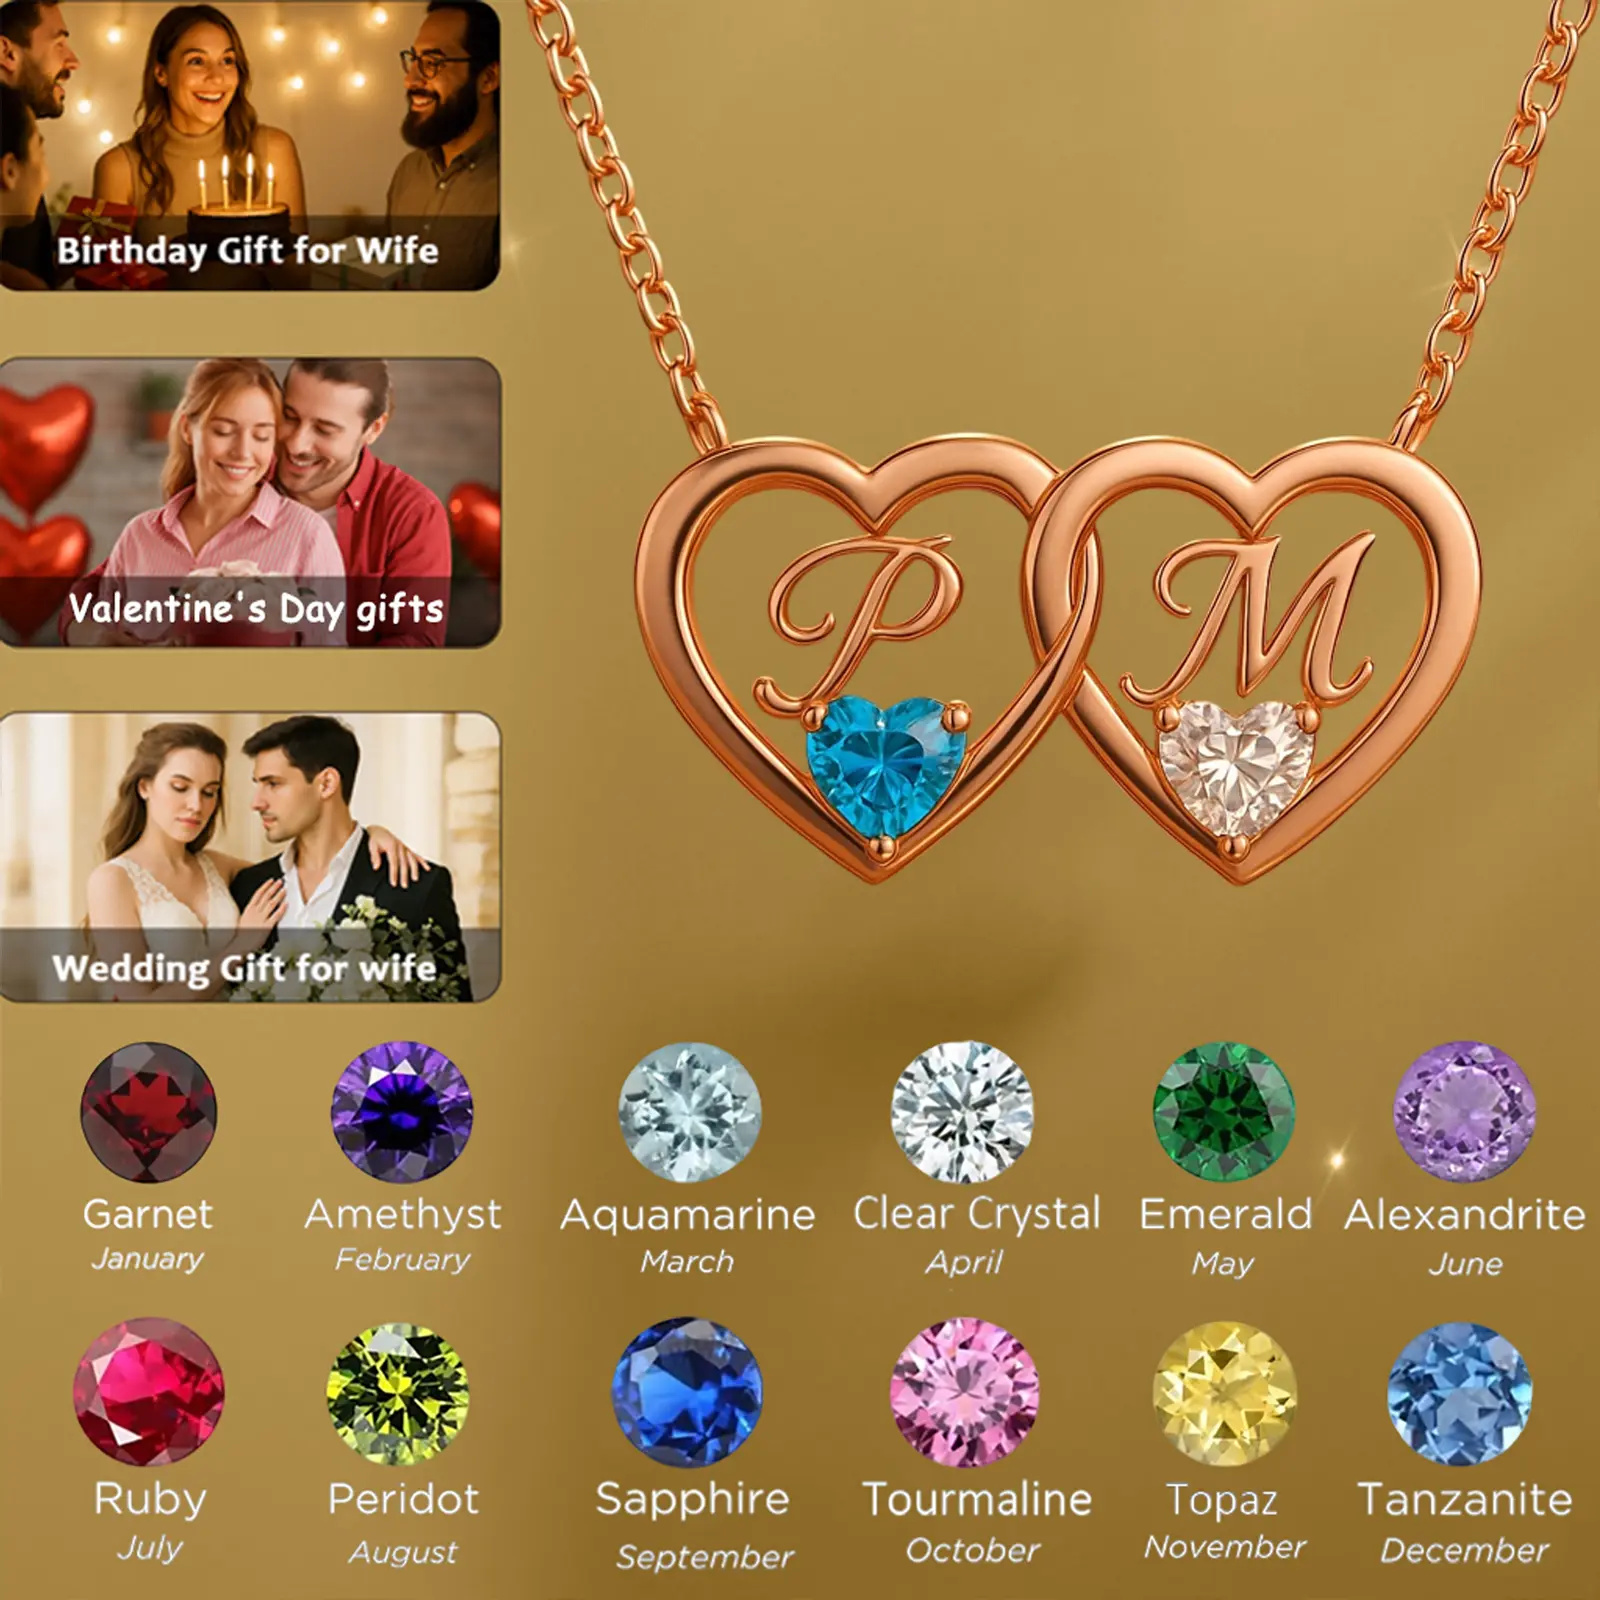 Birthday Gift for Wife
Valentine's Day gifts
Wedding Gift for wife
P M
Garnet
January
Amethyst
February
Aquamarine
March
Clear Crystal
April
Emerald
May
Alexandrite
June
Ruby
July
Peridot
August
Sapphire
September
Tourmaline
October
Topaz
November
Tanzanite
December